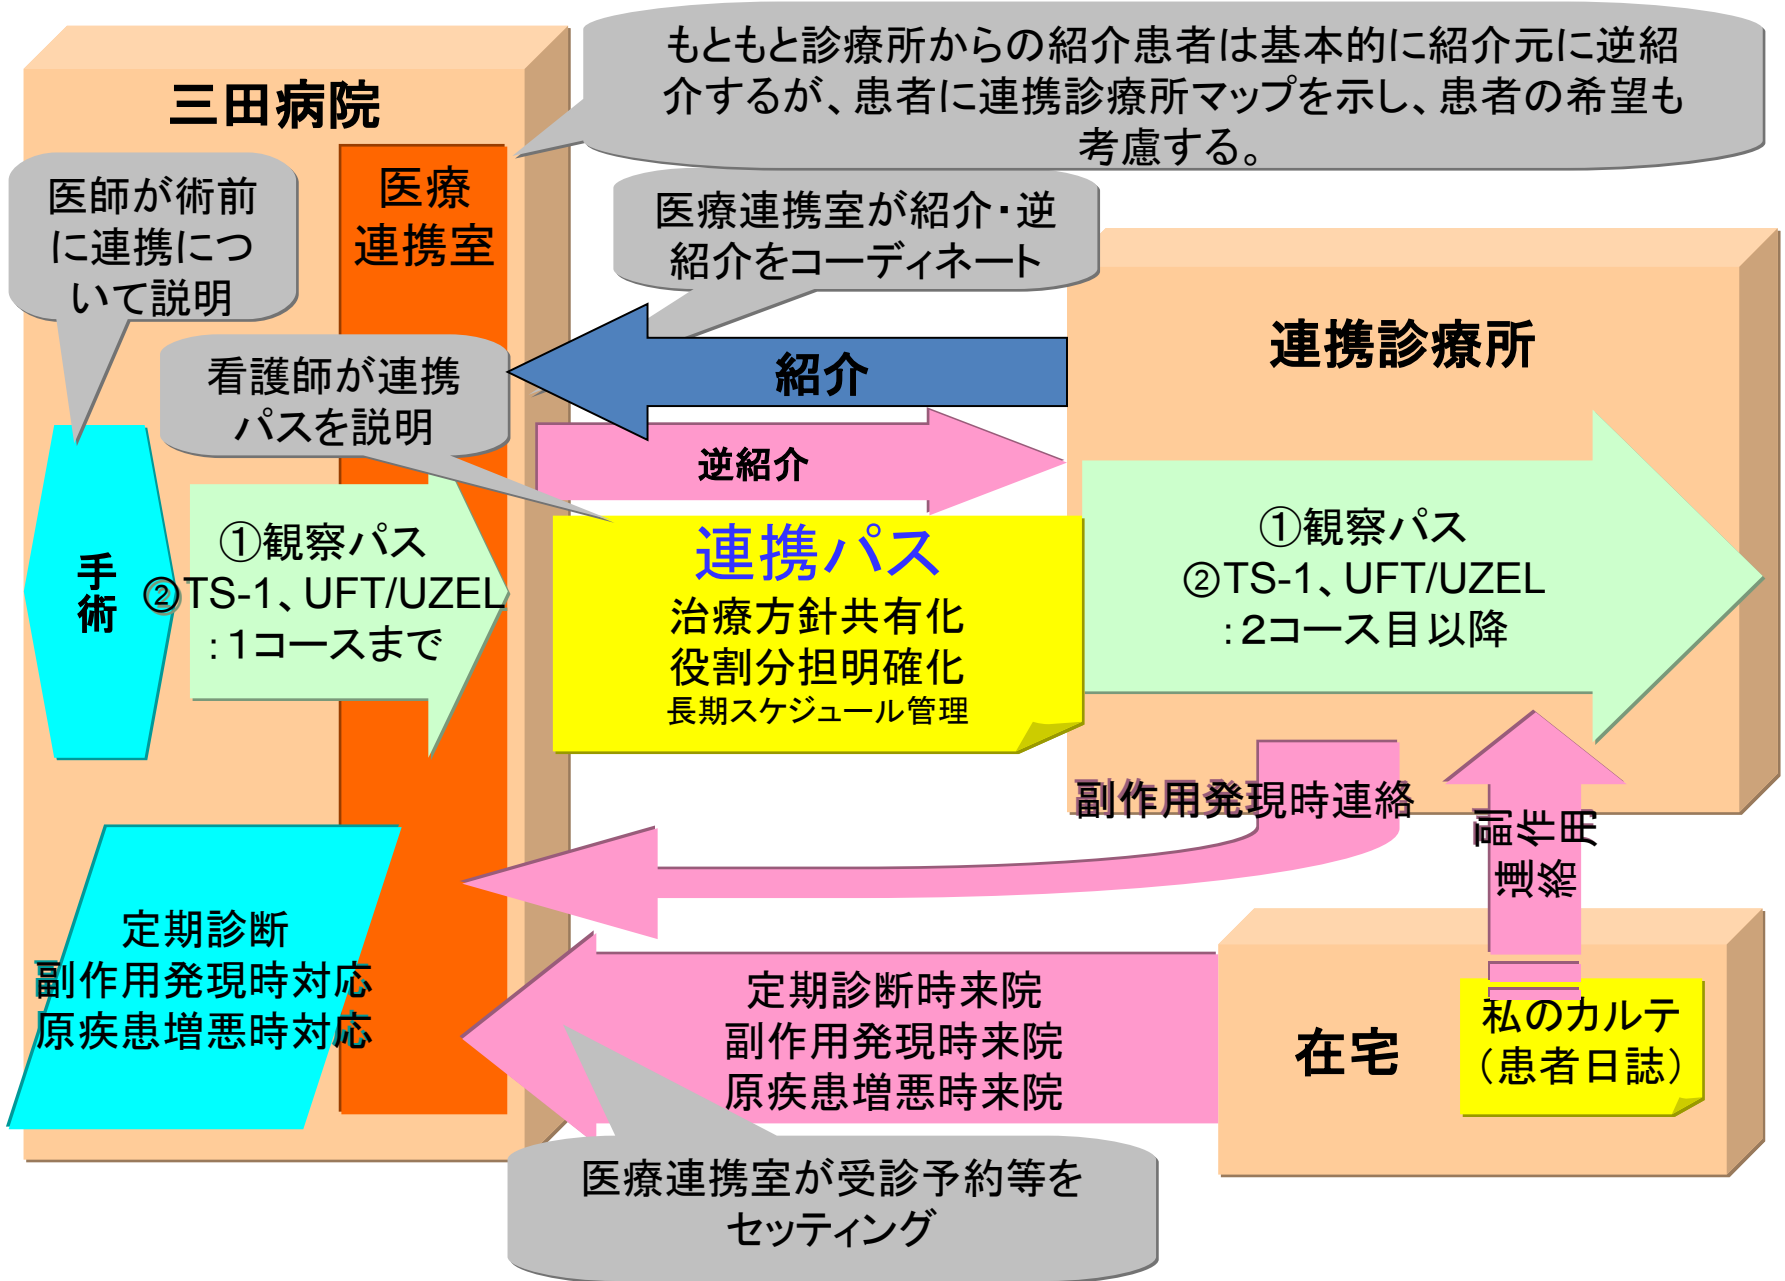 もともと診療所からの紹介患者は基本的に紹介元に逆紹
介するが、患者に連携診療所マップを示し、患者の希望も
考慮する。
三田病院
医療
連携室
医師が術前
に連携につ
いて説明
医療連携室が紹介・逆
紹介をコーディネート
連携診療所
看護師が連携
パスを説明
紹介
逆紹介
手術
①観察パス
②TS-1、UFT/UZEL
:1コースまで
連携パス
治療方針共有化
役割分担明確化
長期スケジュール管理
①観察パス
②TS-1、UFT/UZEL
:2コース目以降
副作用発現時連絡
副作用
連絡
定期診断
副作用発現時対応
原疾患増悪時対応
定期診断時来院
副作用発現時来院
原疾患増悪時来院
在宅
私のカルテ
(患者日誌)
医療連携室が受診予約等を
セッティング